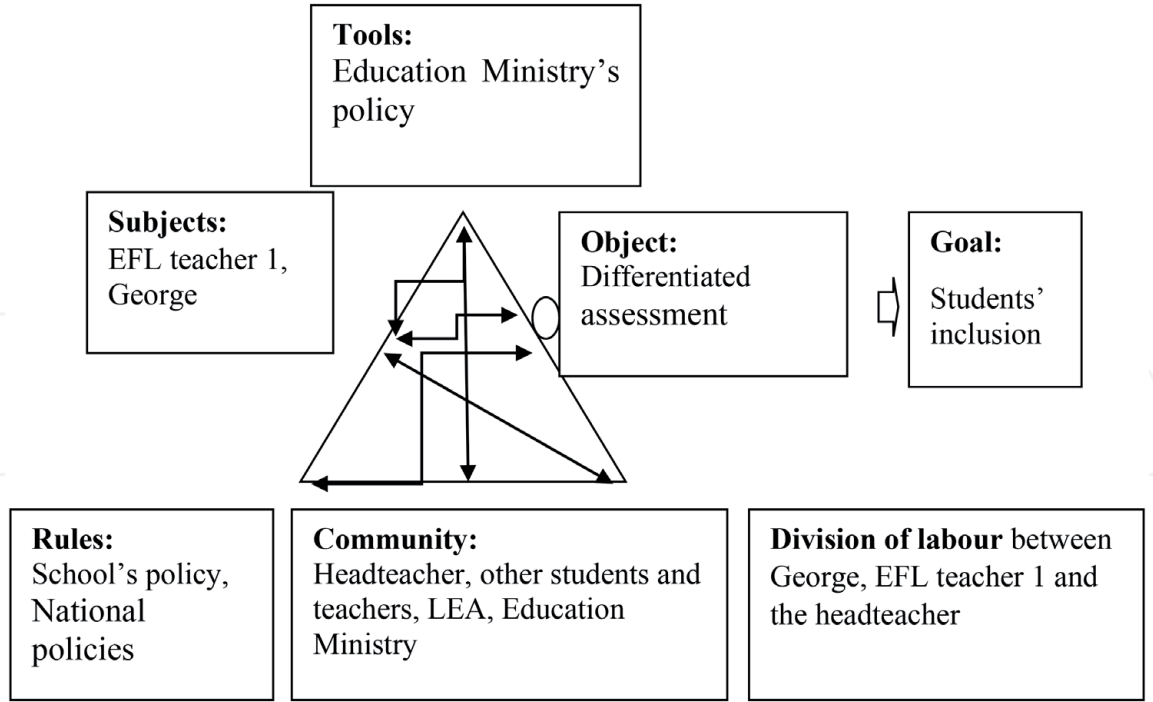 Tools:
Education Ministry’s
policy
Subjects:
EFL teacher 1,
George
Object:
Differentiated
assessment
Goal:
Students’
inclusion
Rules:
School’s policy,
National
policies
Community:
Headteacher, other students and
teachers, LEA, Education
Ministry
Division of labour between
George, EFL teacher 1 and
the headteacher